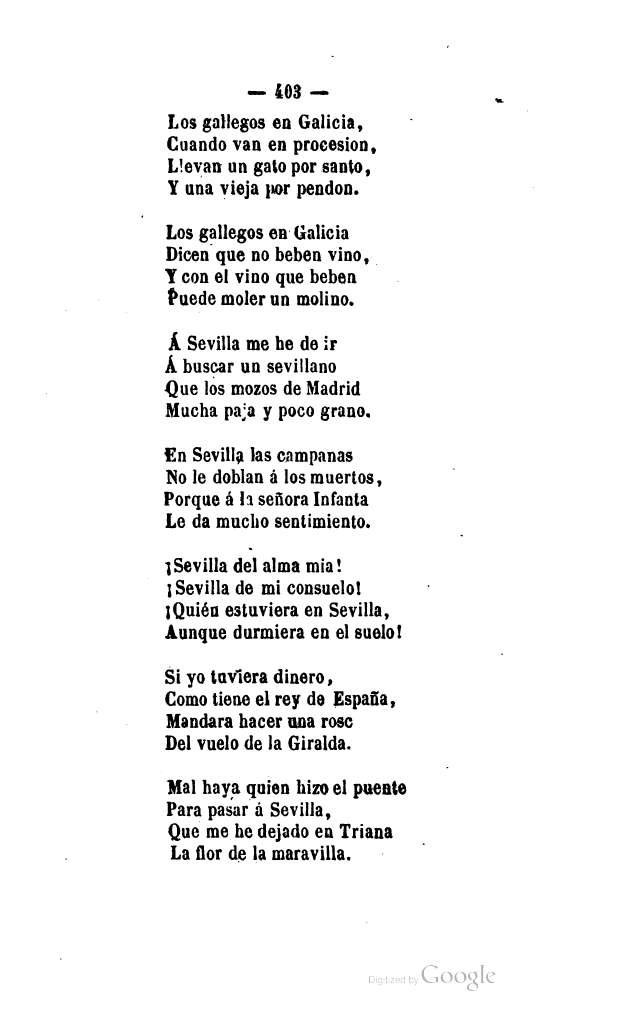 — 403 —
Los gallegos en Galicia,
Cuando van en procesion,
Llevan un gato por santo,
Y una vieja por pendon.

Los gallegos en Galicia
Dicen que no beben vino,
Y con el vino que beben
Puede moler un molino.

Á Sevilla me he de ir
Á buscar un sevillano
Que los mozos de Madrid
Mucha paja y poco grano.

En Sevilla las campanas
No le doblan á los muertos,
Porque á la señora Infanta
Le da mucho sentimiento.

¡Sevilla del alma mia!
¡Sevilla de mi consuelo!
¡Quién estuviera en Sevilla,
Aunque durmiera en el suelo!

Si yo tuviera dinero,
Como tiene el rey de España,
Mandara hacer una rosc
Del vuelo de la Giralda.

Mal haya quien hizo el puente
Para pasar á Sevilla,
Que me he dejado en Triana
La flor de la maravilla.

Digitized by Google